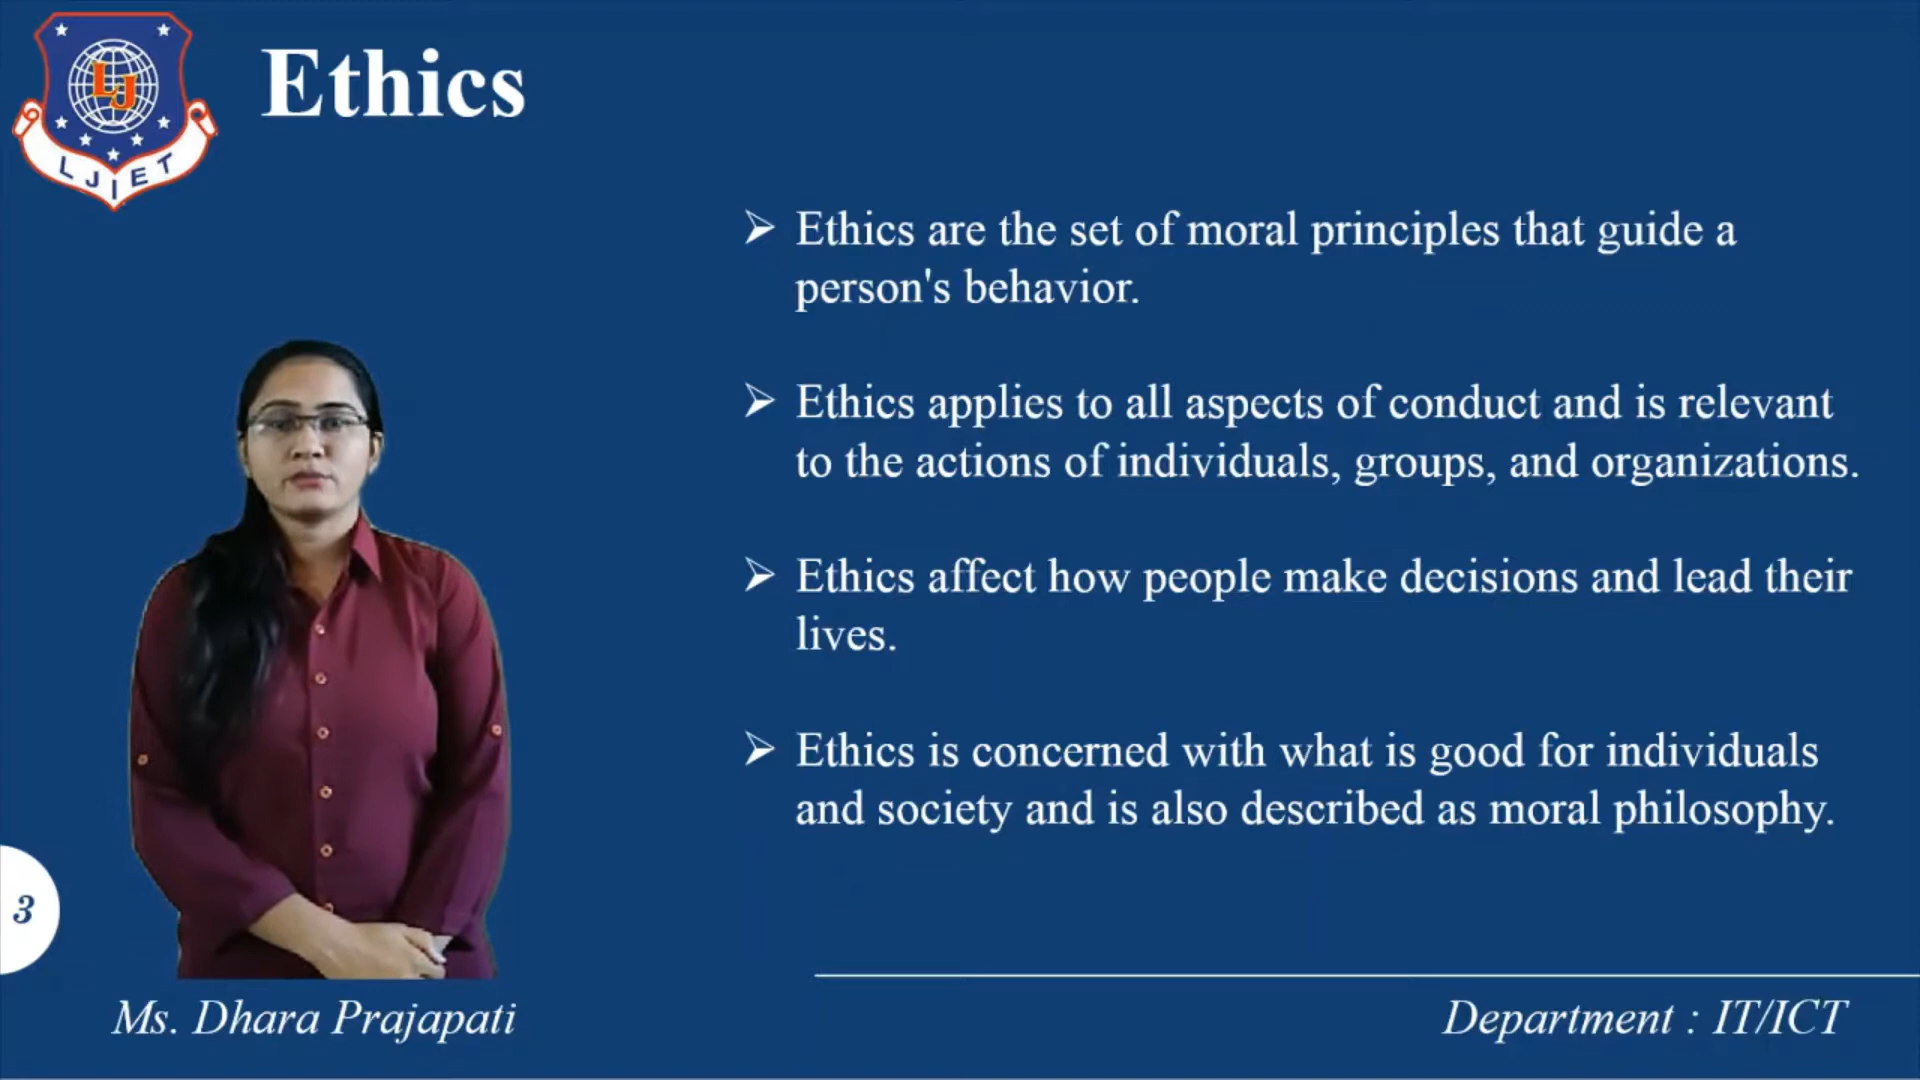 LJ
LJIET
Ethics
➢ Ethics are the set of moral principles that guide a
person's behavior.
➢ Ethics applies to all aspects of conduct and is relevant
to the actions of individuals, groups, and organizations.
➢ Ethics affect how people make decisions and lead their
lives.
➢ Ethics is concerned with what is good for individuals
and society and is also described as moral philosophy.
3
Ms. Dhara Prajapati
Department : IT/ICT